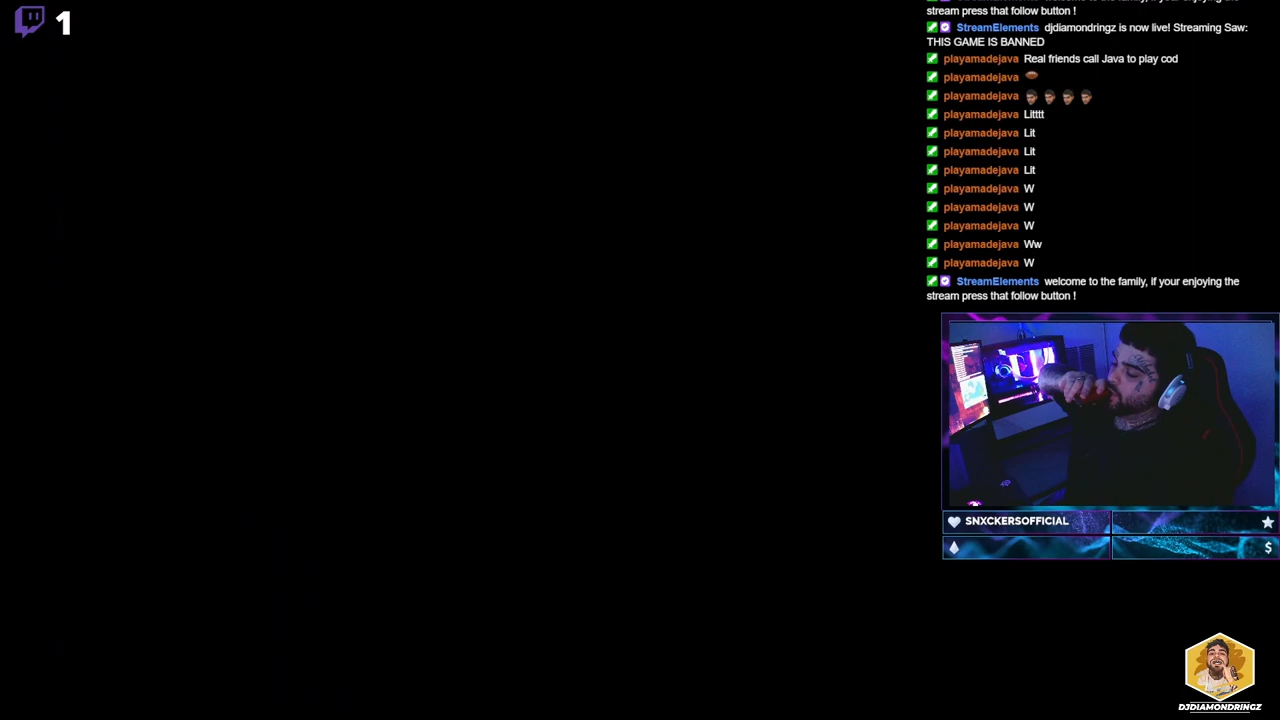 1
stream press that follow button !
StreamElements djdiamondringz is now live! Streaming Saw:
THIS GAME IS BANNED
playamadejava Real friends call Java to play cod
playamadejava
playamadejava
playamadejava Litttt
playamadejava Lit
playamadejava Lit
playamadejava Lit
playamadejava W
playamadejava W
playamadejava W
playamadejava Ww
playamadejava W
StreamElements welcome to the family, if your enjoying the
stream press that follow button !
SNXCKERSOFFICIAL
$
DJDIAMONDRINGZ